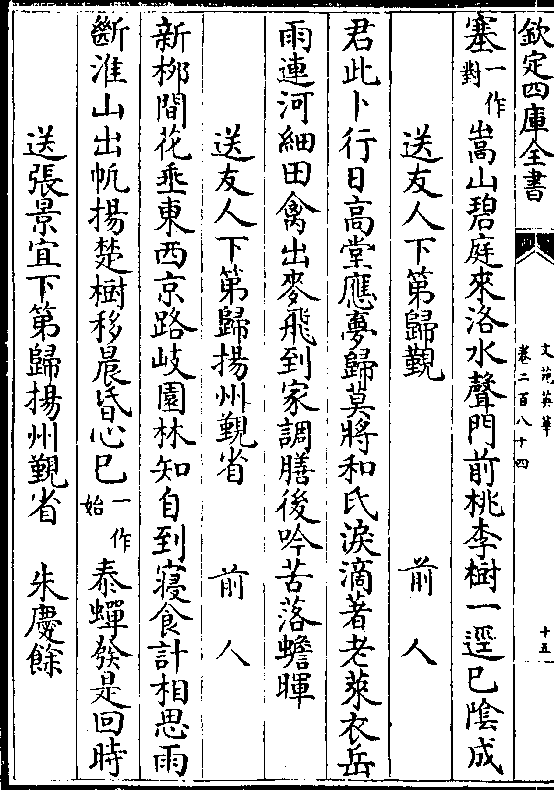 欽定四庫全書
文苑英華
卷二百八十四
十五
塞一作對嵩山碧庭來洛水聲門前桃李樹一逕已陰成
送友人下第歸覲 前人
君此卜行日高堂應夢歸莫將和氏淚滴著老萊衣岳
雨連河細田禽出麥飛到家調膳後吟苦落蟾暉
送友人下第歸揚州覲省 前人
新栁間花垂東西京路岐園林知自到寢食計相思雨
斷淮山出帆揚楚樹移晨昏心已一作始泰蟬發是回時
送張景宜下第歸揚州覲省 朱慶餘